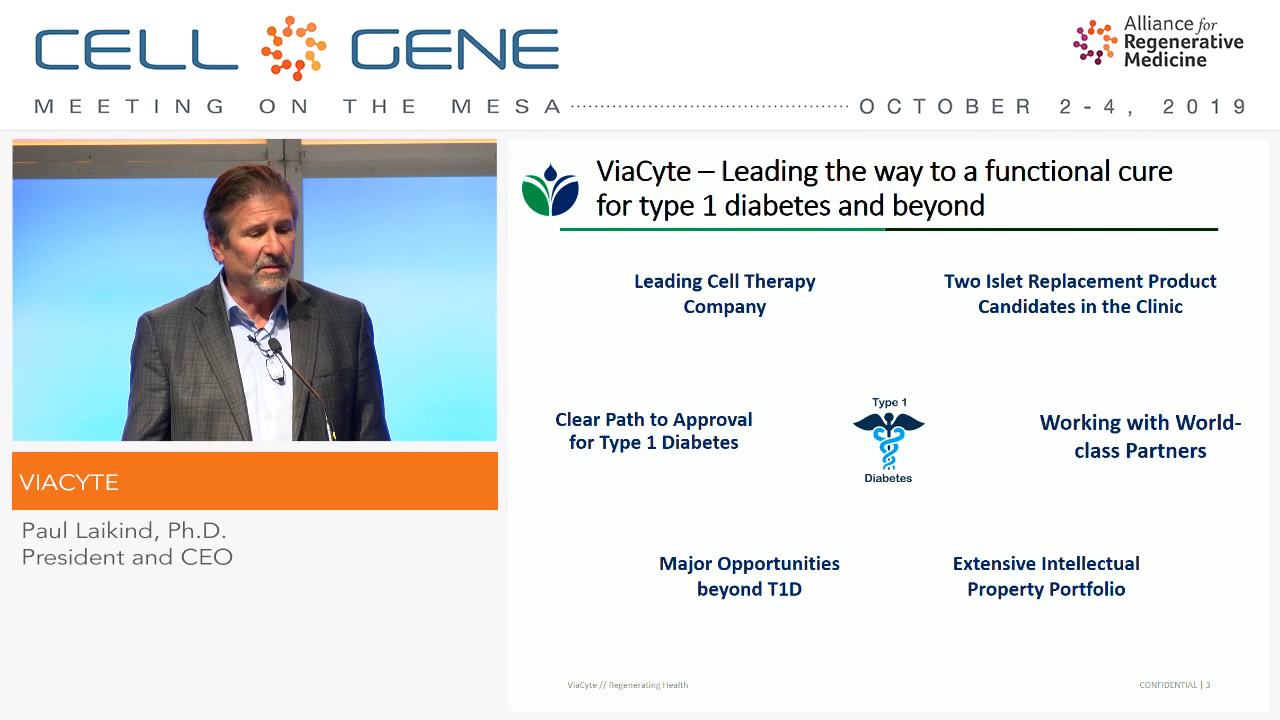 CELL GENE
Alliance for
Regenerative
Medicine
MEETING ON THE MESA
OCTOBER 2-4, 2019
ViaCyte – Leading the way to a functional cure
for type 1 diabetes and beyond
Leading Cell Therapy
Company
Two Islet Replacement Product
Candidates in the Clinic
Clear Path to Approval
for Type 1 Diabetes
Type 1
Diabetes
Working with World-
class Partners
Major Opportunities
beyond T1D
Extensive Intellectual
Property Portfolio
ViaCyte // Regenerating Health
CONFIDENTIAL | 3
VIACYTE
Paul Laikind, Ph.D.
President and CEO